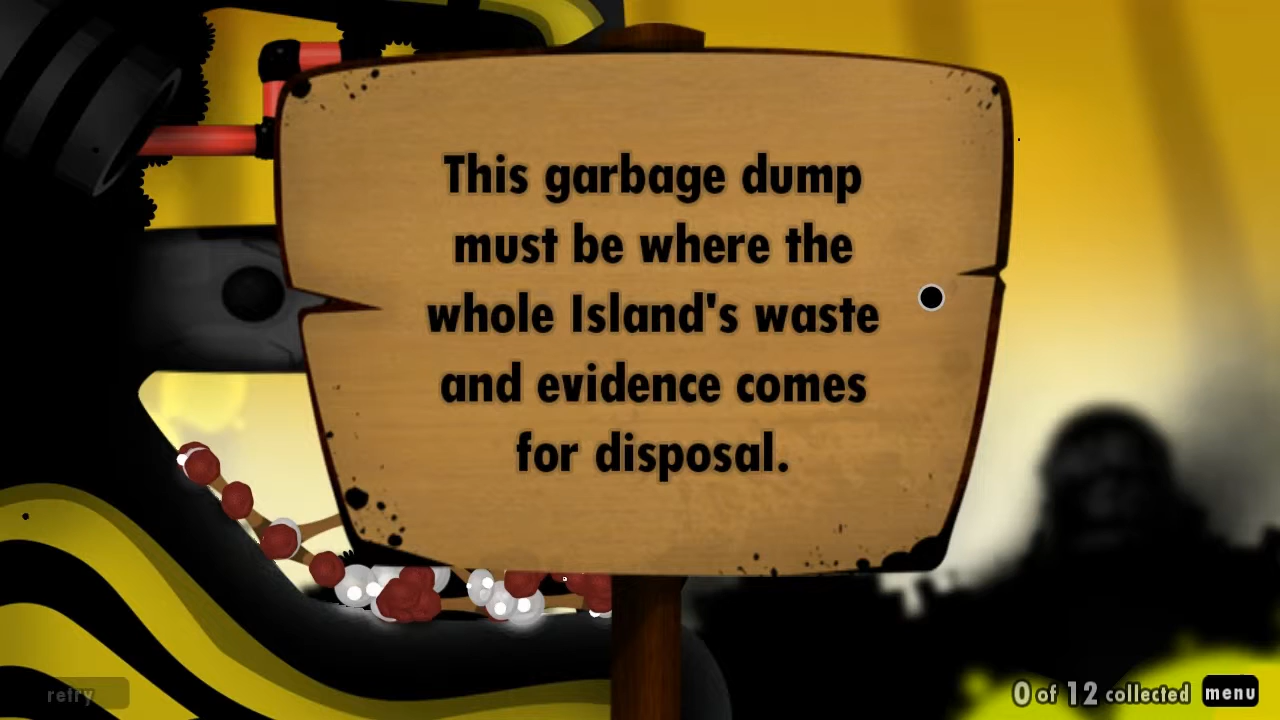 This garbage dump
must be where the
whole Island's waste
and evidence comes
for disposal.
retry
0 of 12 collected menu